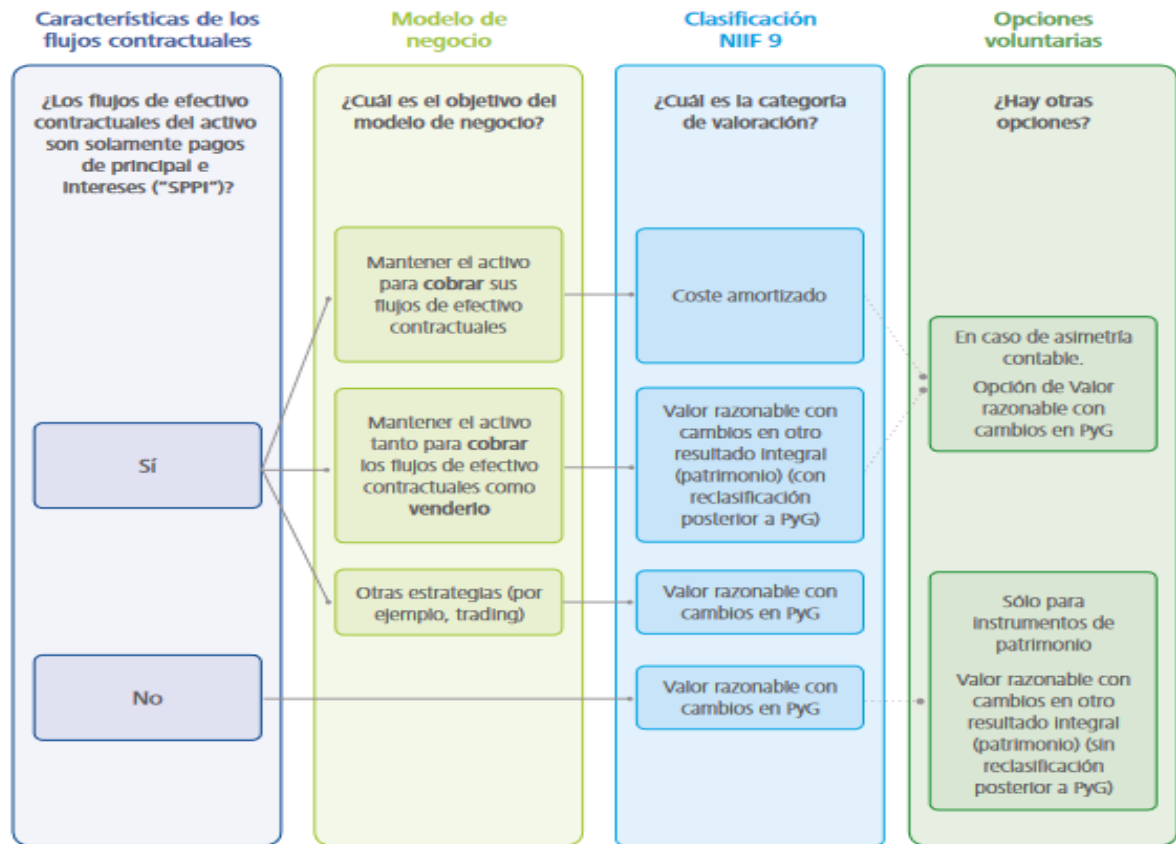 Características de los
flujos contractuales
¿Los flujos de efectivo
contractuales del activo
son solamente pagos
de principal e
Intereses ("SPPI")?
Sí
No
Modelo de
negocio
¿Cuál es el objetivo del
modelo de negocio?
Mantener el activo
para cobrar sus
flujos de efectivo
contractuales
Mantener el activo
tanto para cobrar
los flujos de efectivo
contractuales como
venderlo
Otras estrategias (por
ejemplo, trading)
Clasificación
NIIF 9
¿Cuál es la categoría
de valoración?
Coste amortizado
Valor razonable con
cambios en otro
resultado integral
(patrimonio) (con
reclasificación
posterior a PyG)
Valor razonable con
cambios en PyG
Valor razonable con
cambios en PyG
Opciones
voluntarias
¿Hay otras
opciones?
En caso de asimetría
contable.
Opción de Valor
razonable con
cambios en PyG
Sólo para
instrumentos de
patrimonio
Valor razonable con
cambios en otro
resultado integral
(patrimonio) (sin
reclasificación
posterior a PyG)